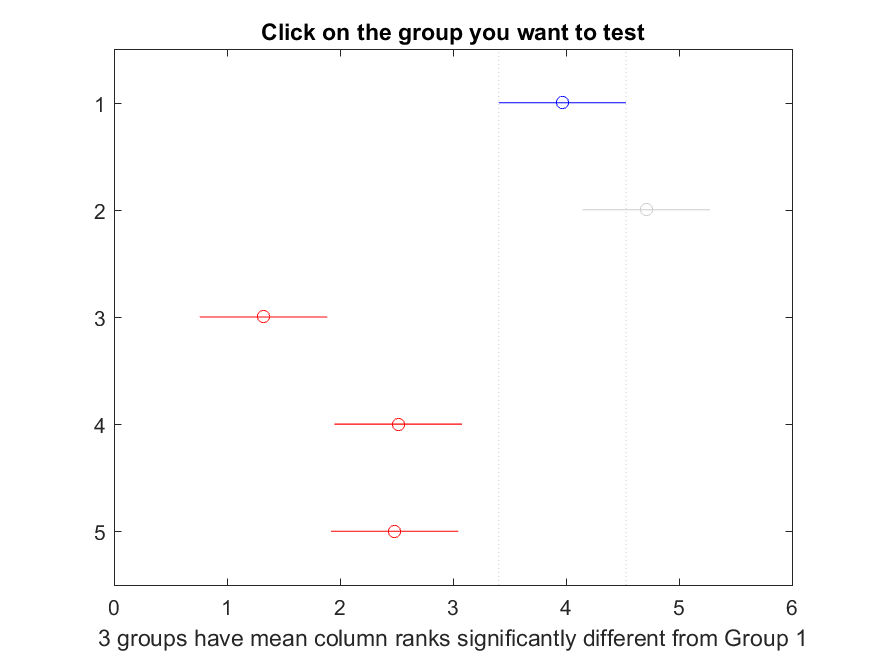 Click on the group you want to test
1
2
3
4
5
0 1 2 3 4 5 6
3 groups have mean column ranks significantly different from Group 1